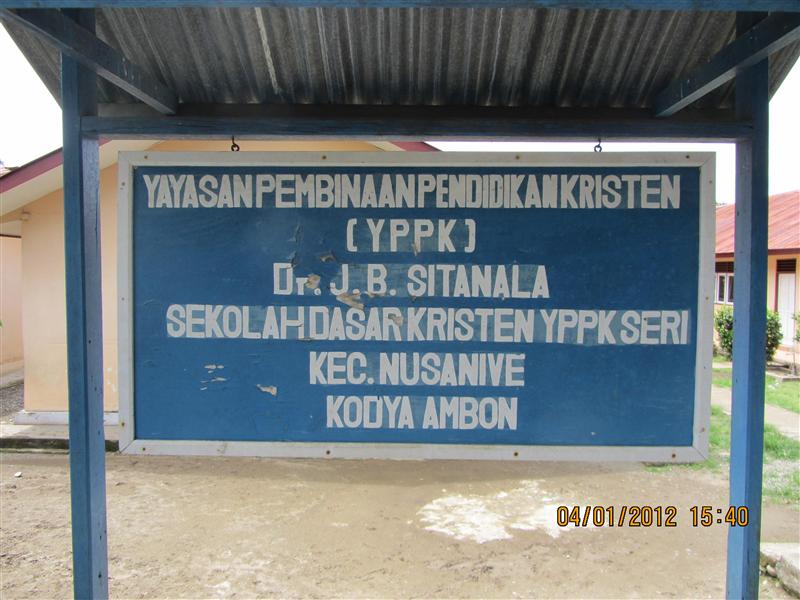 YAYASAN PEMBINAAN PENDIDIKAN KRISTEN
(YPPK)
Dr. J. B. SITANALA
SEKOLAH DASAR KRISTEN YPPK SERI
KEC. NUSANIVE
KODYA AMBON
04/01/2012 15:40